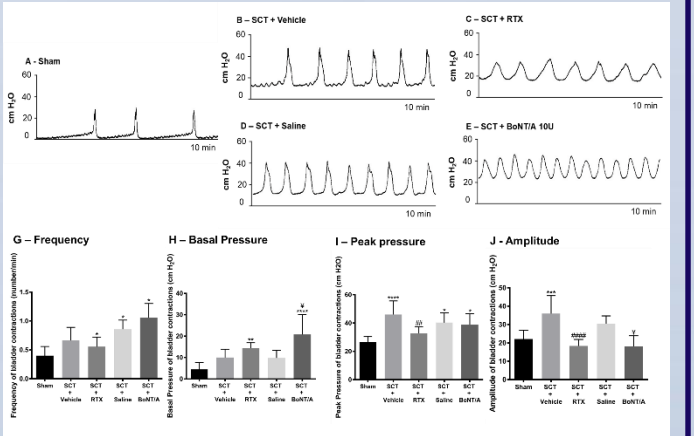 B – SCT + Vehicle
C – SCT + RTX
A - Sham
cm H₂O
60
40
20
0
10 min
cm H₂O
60
40
20
0
10 min
cm H₂O
60
40
20
0
10 min
D – SCT + Saline
E – SCT + BoNT/A 10U
cm H₂O
60
40
20
0
10 min
cm H₂O
60
40
20
0
10 min
G – Frequency
H – Basal Pressure
I – Peak pressure
J - Amplitude
Frequency of bladder contractions (number/min)
1.5
1.0
0.5
0.0
*
*
*
Sham
SCT + Vehicle
SCT + RTX
SCT + Saline
SCT + BoNT/A
Basal Pressure of bladder contractions (cm H₂O)
40
30
20
10
0
**
¥
****
Sham
SCT + Vehicle
SCT + RTX
SCT + Saline
SCT + BoNT/A
Peak Pressure of bladder contractions (cm H2O)
60
40
20
0
****
##
*
*
Sham
SCT + Vehicle
SCT + RTX
SCT + Saline
SCT + BoNT/A
Amplitude of bladder contractions (cm H₂O)
50
40
30
20
10
0
***
####
¥
Sham
SCT + Vehicle
SCT + RTX
SCT + Saline
SCT + BoNT/A